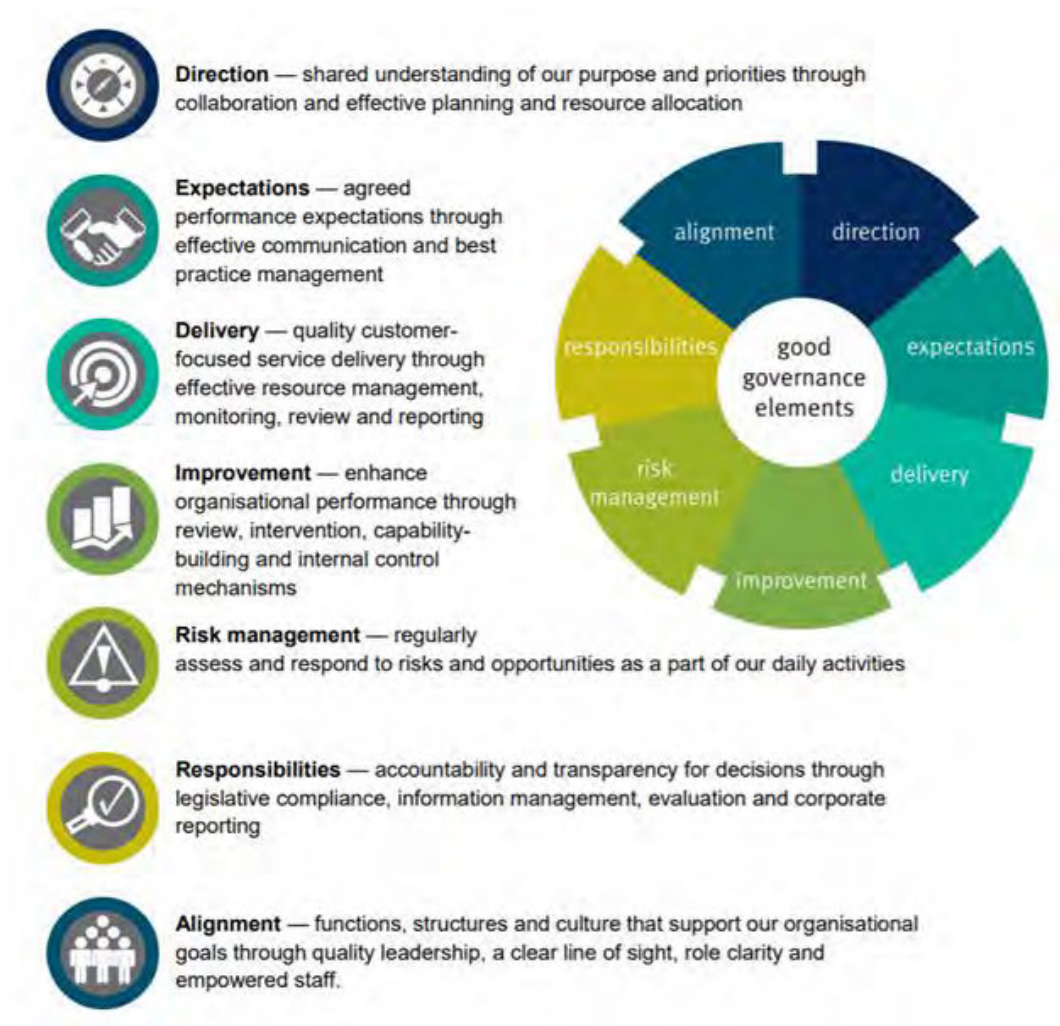 Direction — shared understanding of our purpose and priorities through
collaboration and effective planning and resource allocation
Expectations — agreed
performance expectations through
effective communication and best
practice management
Delivery — quality customer-
focused service delivery through
effective resource management,
monitoring, review and reporting
Improvement — enhance
organisational performance through
review, intervention, capability-
building and internal control
mechanisms
Risk management — regularly
assess and respond to risks and opportunities as a part of our daily activities
Responsibilities — accountability and transparency for decisions through
legislative compliance, information management, evaluation and corporate
reporting
Alignment — functions, structures and culture that support our organisational
goals through quality leadership, a clear line of sight, role clarity and
empowered staff.
alignment
direction
responsibilities
good
governance
elements
expectations
risk
management
delivery
improvement